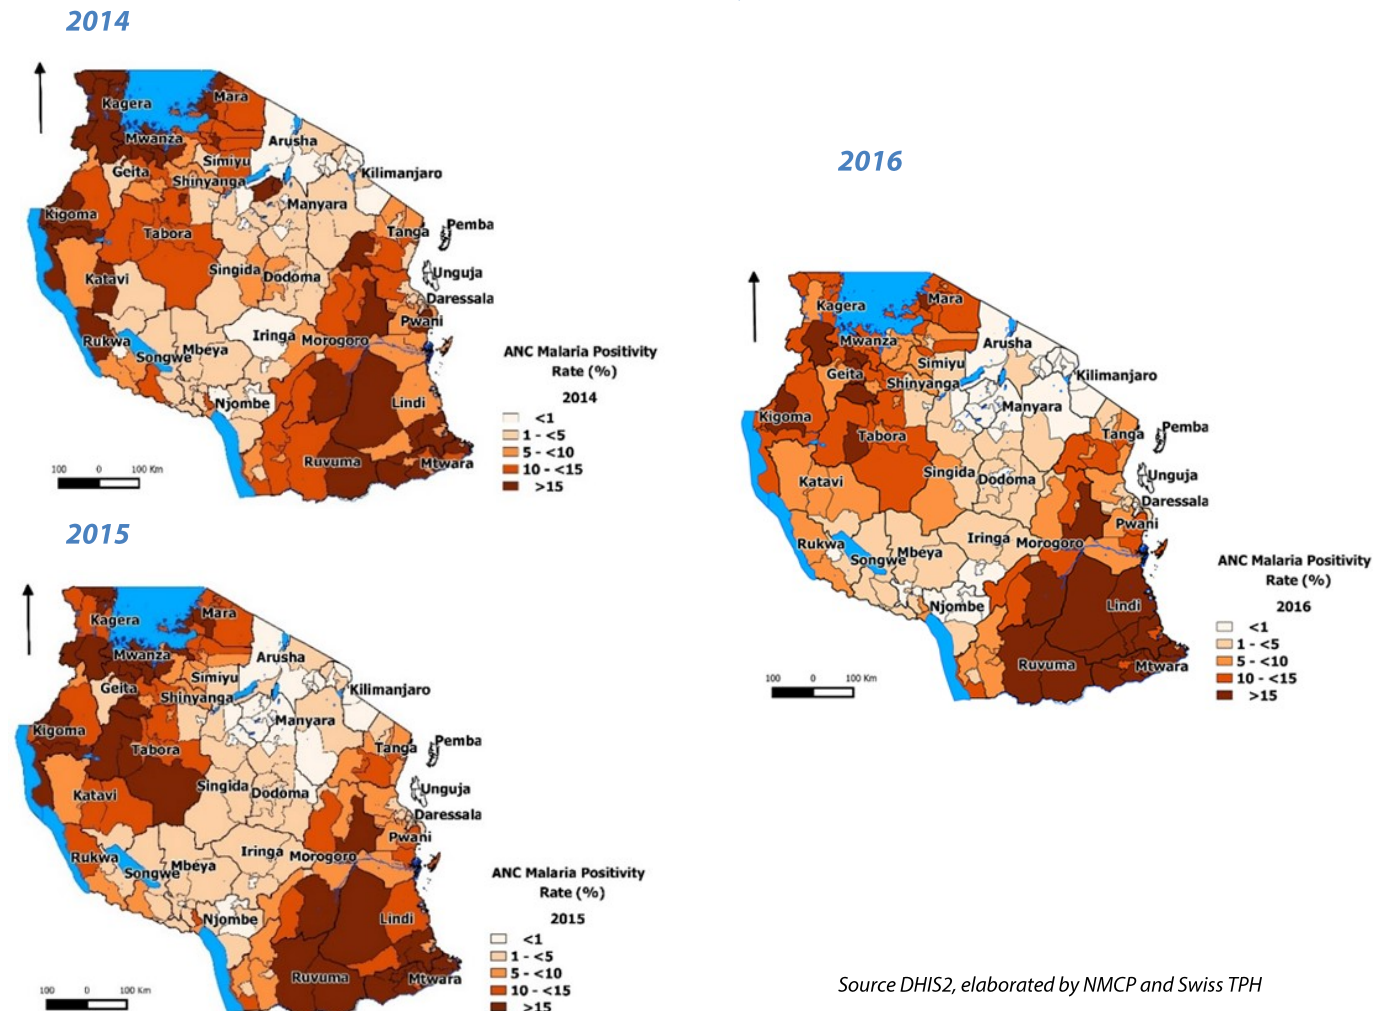 2014
Kagera
Mara
Mwanza
Arusha
Simiyu
Geita
Shinyanga
Kilimanjaro
Manyara
Kigoma
Tabora
Tanga
Pemba
Katavi
Singida
Dodoma
Unguja
Daressala
Pwani
Rukwa
Songwe
Mbeya
Iringa
Morogoro
Njombe
Lindi
Ruvuma
Mtwara
ANC Malaria Positivity
Rate (%)
2014
<1
1 - <5
5 - <10
10 - <15
>15
100 0 100 Km
2015
Kagera
Mara
Mwanza
Arusha
Simiyu
Geita
Shinyanga
Kilimanjaro
Manyara
Kigoma
Tabora
Tanga
Pemba
Katavi
Singida
Dodoma
Unguja
Daressala
Pwani
Rukwa
Songwe
Mbeya
Iringa
Morogoro
Njombe
Lindi
Ruvuma
Mtwara
ANC Malaria Positivity
Rate (%)
2015
<1
1 - <5
5 - <10
10 - <15
>15
100 0 100 Km
2016
Kagera
Mara
Mwanza
Arusha
Simiyu
Geita
Shinyanga
Kilimanjaro
Manyara
Kigoma
Tabora
Tanga
Pemba
Katavi
Singida
Dodoma
Unguja
Daressala
Pwani
Rukwa
Songwe
Mbeya
Iringa
Morogoro
Njombe
Lindi
Ruvuma
Mtwara
ANC Malaria Positivity
Rate (%)
2016
<1
1 - <5
5 - <10
10 - <15
>15
100 0 100 Km
Source DHIS2, elaborated by NMCP and Swiss TPH